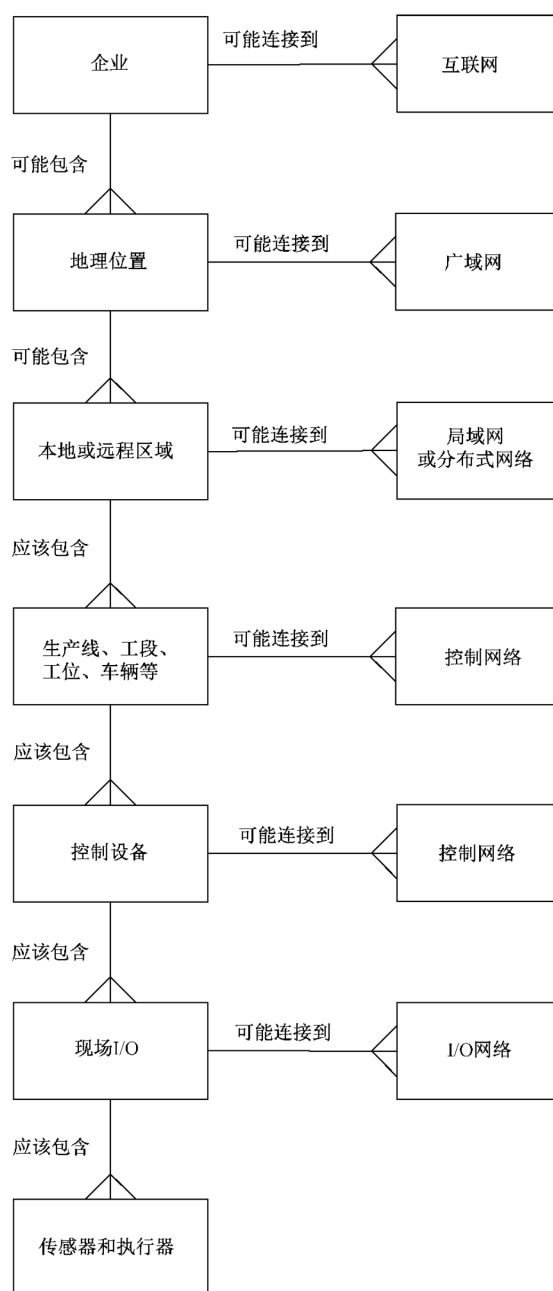 企业
可能连接到
互联网
可能包含
地理位置
可能连接到
广域网
可能包含
本地或远程区域
可能连接到
局域网
或分布式网络
应该包含
生产线、工段、
工位、车辆等
可能连接到
控制网络
应该包含
控制设备
可能连接到
控制网络
应该包含
现场I/O
可能连接到
I/O网络
应该包含
传感器和执行器